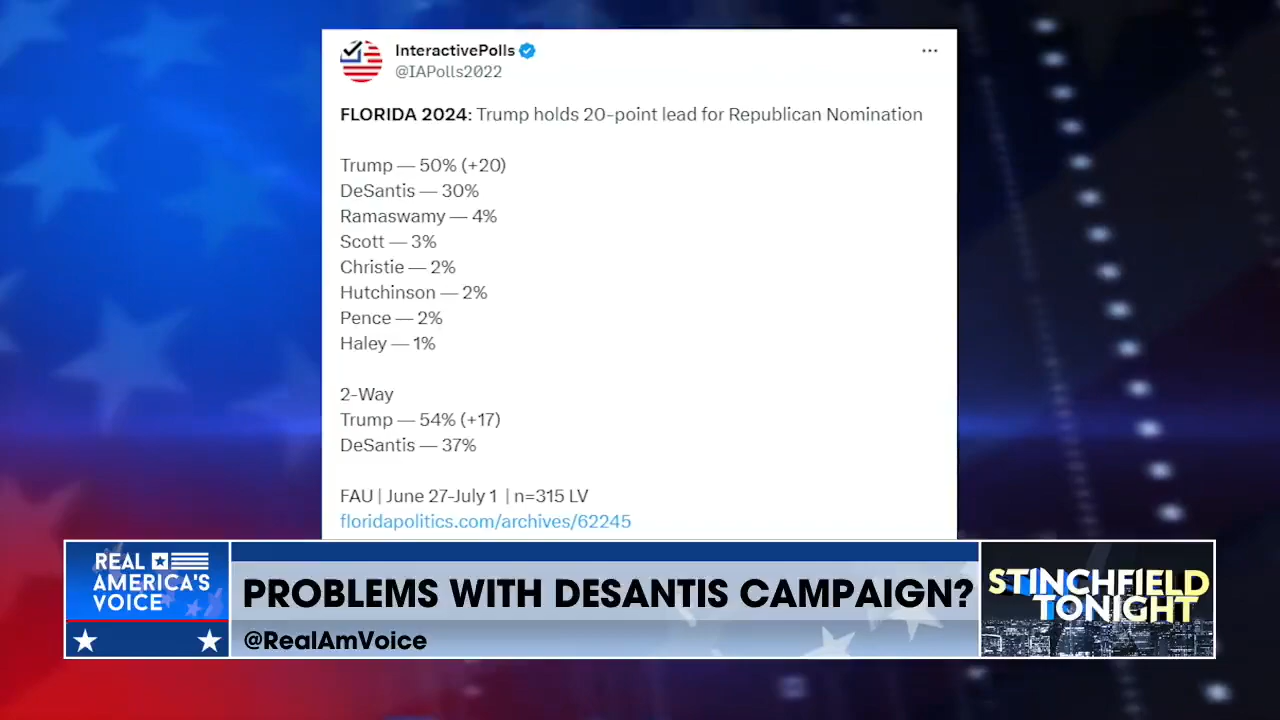 InteractivePolls
@IAPolls2022
FLORIDA 2024: Trump holds 20-point lead for Republican Nomination
Trump — 50% (+20)
DeSantis — 30%
Ramaswamy — 4%
Scott — 3%
Christie — 2%
Hutchinson — 2%
Pence — 2%
Haley — 1%
2-Way
Trump — 54% (+17)
DeSantis — 37%
FAU | June 27-July 1 | n=315 LV
floridapolitics.com/archives/62245
REAL
AMERICA'S
VOICE
PROBLEMS WITH DESANTIS CAMPAIGN?
@RealAmVoice
STINCHFIELD
TONIGHT